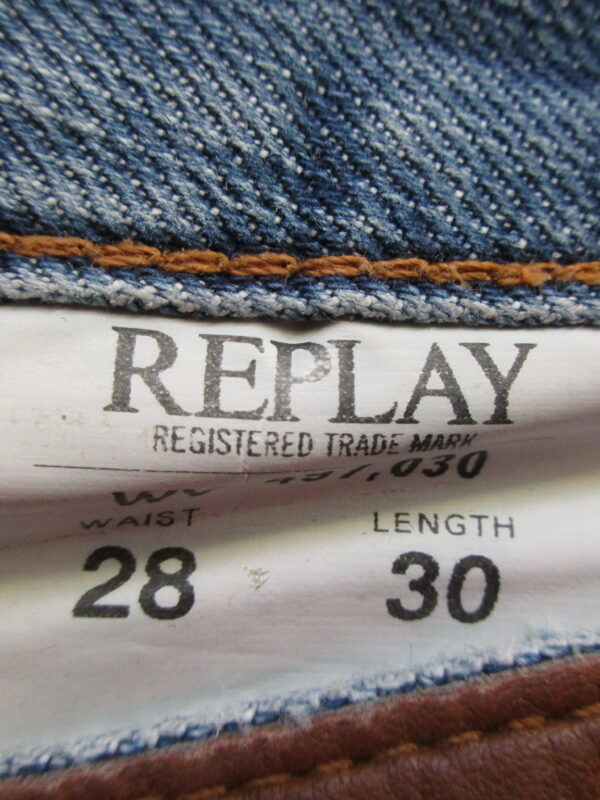 REPLAY
REGISTERED TRADE MARK
WAIST LENGTH
28 30